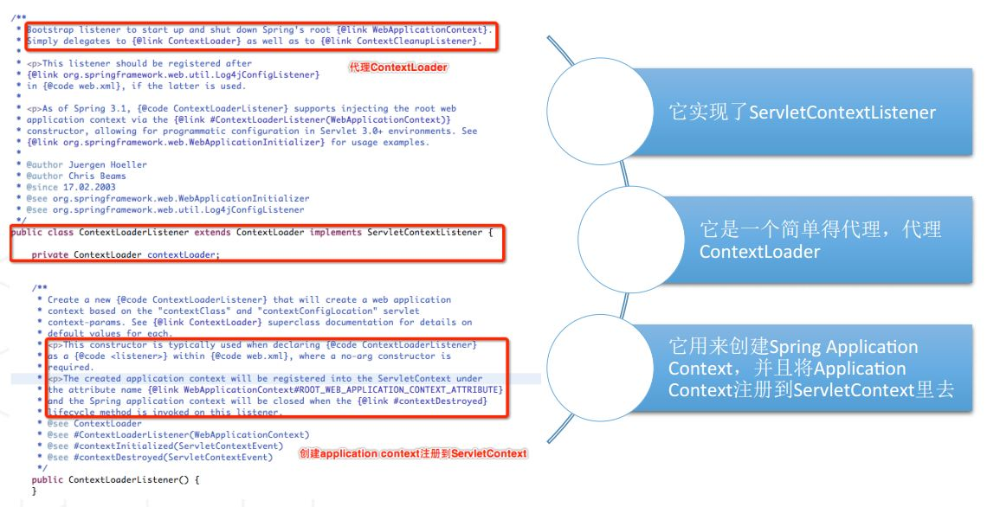 /**
* Bootstrap listener to start up and shut down Spring's root {@link WebApplicationContext}.
* Simply delegates to {@link ContextLoader} as well as to {@link ContextCleanupListener}.
*
* <p>This listener should be registered after
* {@link org.springframework.web.util.Log4jConfigListener}
* in {@code web.xml}, if the latter is used.
*
* <p>As of Spring 3.1, {@code ContextLoaderListener} supports injecting the root web
* application context via the {@link #ContextLoaderListener(WebApplicationContext)}
* constructor, allowing for programmatic configuration in Servlet 3.0+ environments. See
* {@link org.springframework.web.WebApplicationInitializer} for usage examples.
*
* @author Juergen Hoeller
* @author Chris Beams
* @since 17.02.2003
* @see org.springframework.web.WebApplicationInitializer
* @see org.springframework.web.util.Log4jConfigListener
*/
public class ContextLoaderListener extends ContextLoader implements ServletContextListener {
private ContextLoader contextLoader;
/**
* Create a new {@code ContextLoaderListener} that will create a web application
* context based on the "contextClass" and "contextConfigLocation" servlet
* context-params. See {@link ContextLoader} superclass documentation for details on
* default values for each.
* <p>This constructor is typically used when declaring {@code ContextLoaderListener}
* as a {@code <listener>} within {@code web.xml}, where a no-arg constructor is
* required.
* <p>The created application context will be registered into the ServletContext under
* the attribute name {@link WebApplicationContext#ROOT_WEB_APPLICATION_CONTEXT_ATTRIBUTE}
* and the Spring application context will be closed when the {@link #contextDestroyed}
* lifecycle method is invoked on this listener.
* @see ContextLoader
* @see #ContextLoaderListener(WebApplicationContext)
* @see #contextInitialized(ServletContextEvent)
* @see #contextDestroyed(ServletContextEvent)
*/
public ContextLoaderListener() {
}
代理ContextLoader
创建application context注册到ServletContext
它实现了ServletContextListener
它是一个简单得代理，代理
ContextLoader
它用来创建Spring Application
Context，并且将Application
Context注册到ServletContext里去